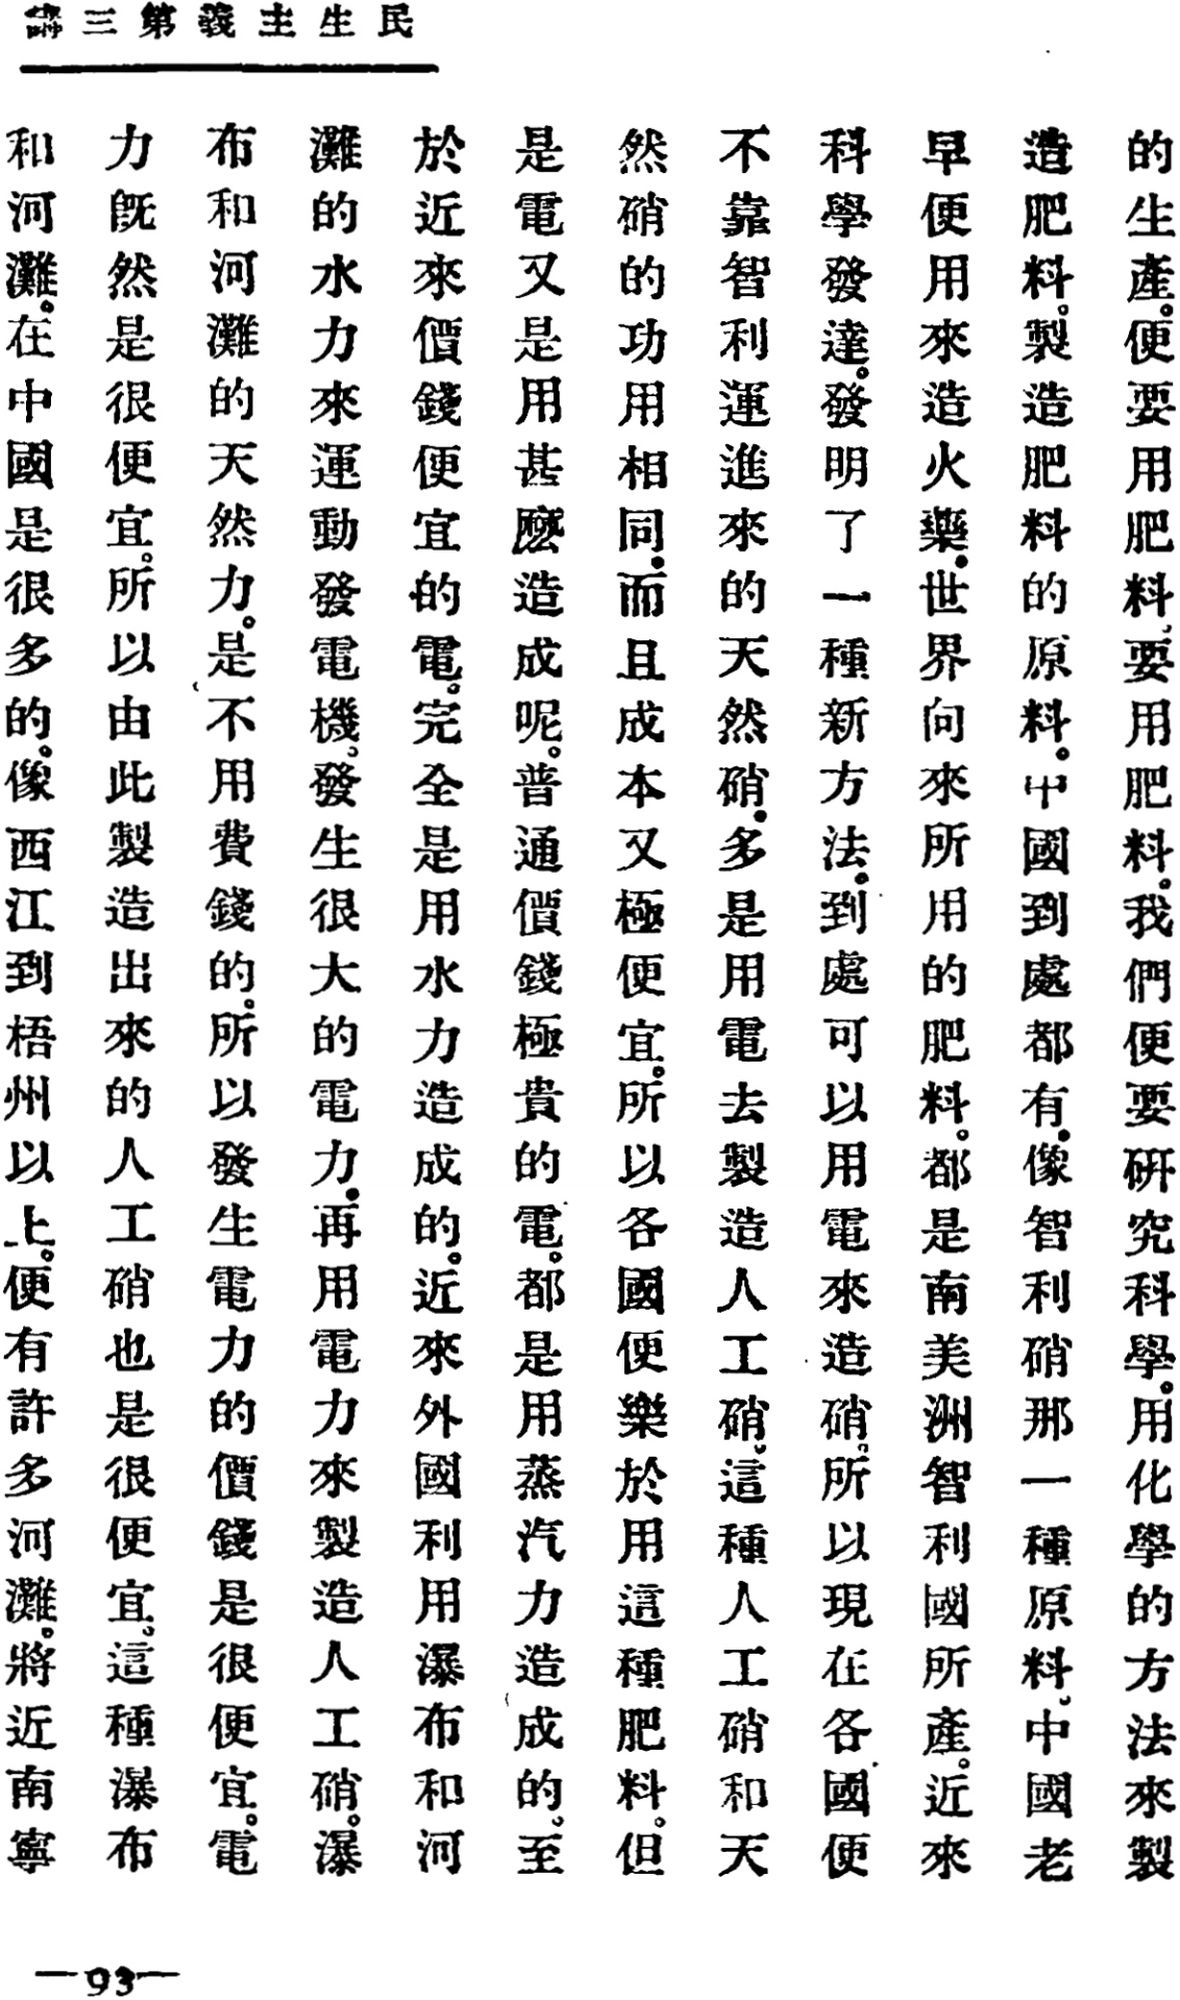 民生主義第三講
的生產。便要用肥料、要用肥料。我們便要研究科學。用化學的方法來製
造肥料。製造肥料的原料。中國到處都有。像智利硝那一種原料、中國老
早便用來造火藥。世界向來所用的肥料。都是南美洲智利國所產。近來
科學發達。發明了一種新方法。到處可以用電來造硝。所以現在各國便
不靠智利運進來的天然硝。多是用電去製造人工硝、這種人工硝和天
然硝的功用相同。而且成本又極便宜。所以各國便樂於用這種肥料。但
是電又是用甚麼造成呢。普通價錢極貴的電。都是用蒸汽力造成的。至
於近來價錢便宜的電。完全是用水力造成的。近來外國利用瀑布和河
灘的水力來運動發電機。發生很大的電力。再用電力來製造人工硝。瀑
布和河灘的天然力。是不用費錢的。所以發生電力的價錢是很便宜。電
力旣然是很便宜。所以由此製造出來的人工硝也是很便宜。這種瀑布
和河灘。在中國是很多的。像西江到梧州以上。便有許多河灘。將近南寧
—93—